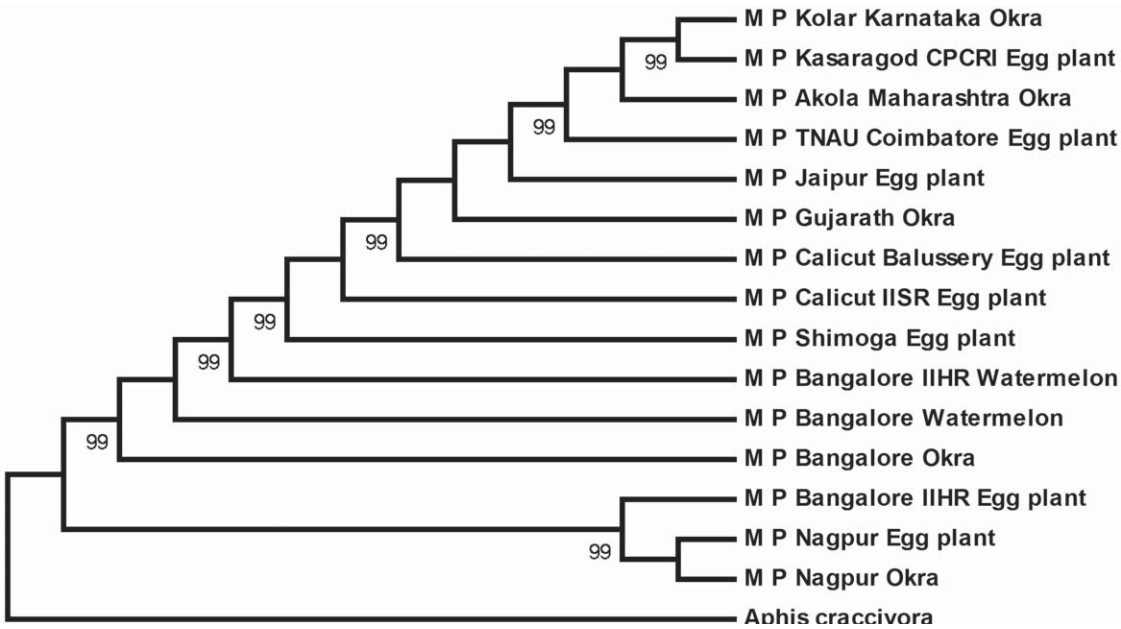 M P Kolar Karnataka Okra
99
M P Kasaragod CPCRI Egg plant
M P Akola Maharashtra Okra
99
M P TNAU Coimbatore Egg plant
M P Jaipur Egg plant
M P Gujarath Okra
99
M P Calicut Balussery Egg plant
M P Calicut IISR Egg plant
99
M P Shimoga Egg plant
99
M P Bangalore IIHR Watermelon
M P Bangalore Watermelon
99
M P Bangalore Okra
M P Bangalore IIHR Egg plant
M P Nagpur Egg plant
99
M P Nagpur Okra
Aphis craccivora